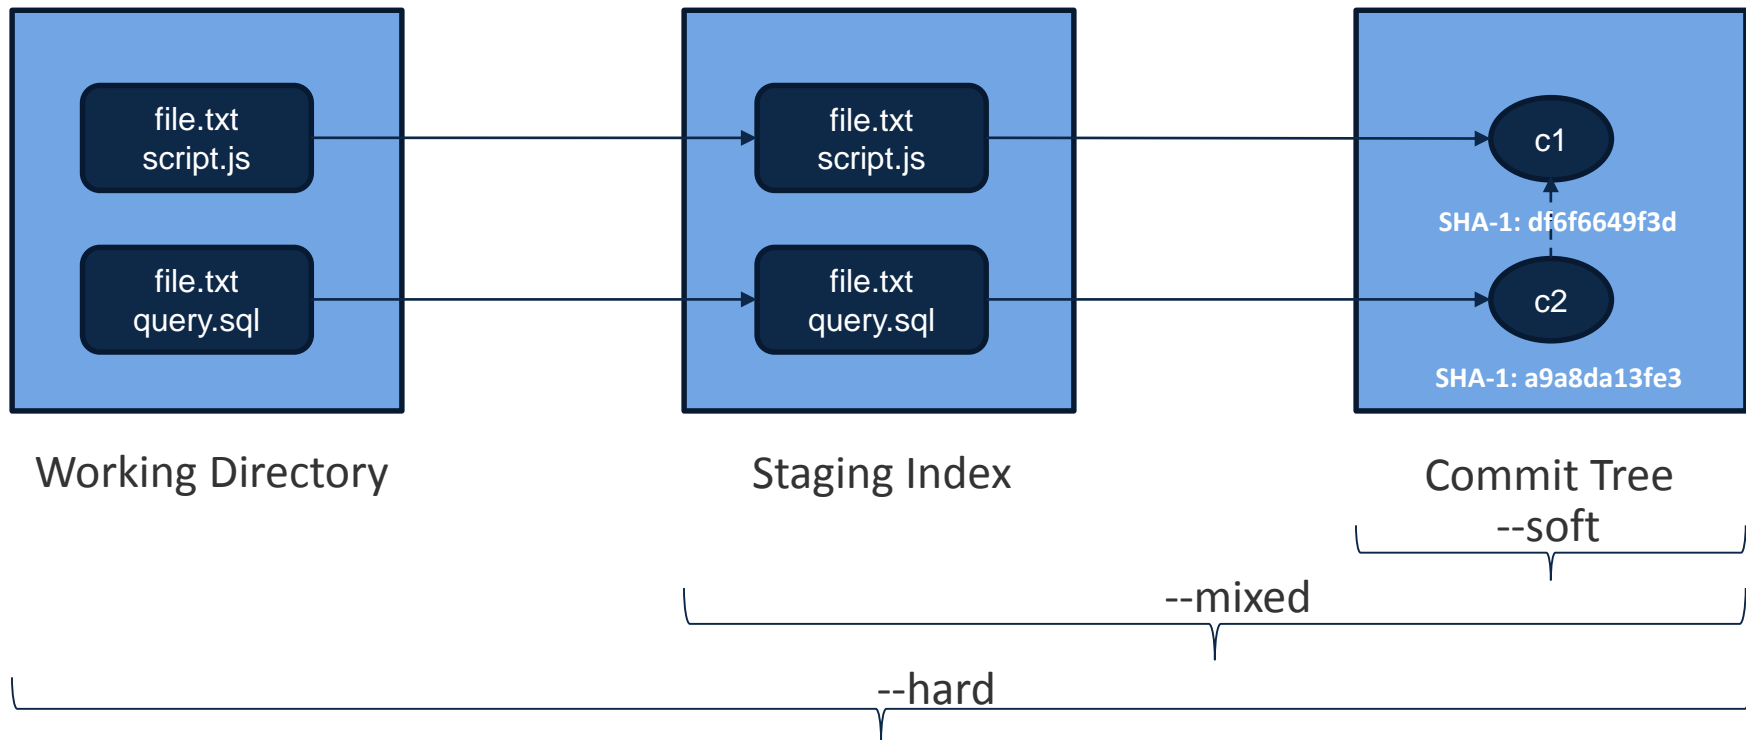 file.txt
script.js
file.txt
script.js
c1
SHA-1: df6f6649f3d
file.txt
query.sql
file.txt
query.sql
c2
SHA-1: a9a8da13fe3
Working Directory
Staging Index
Commit Tree
--soft
--mixed
--hard